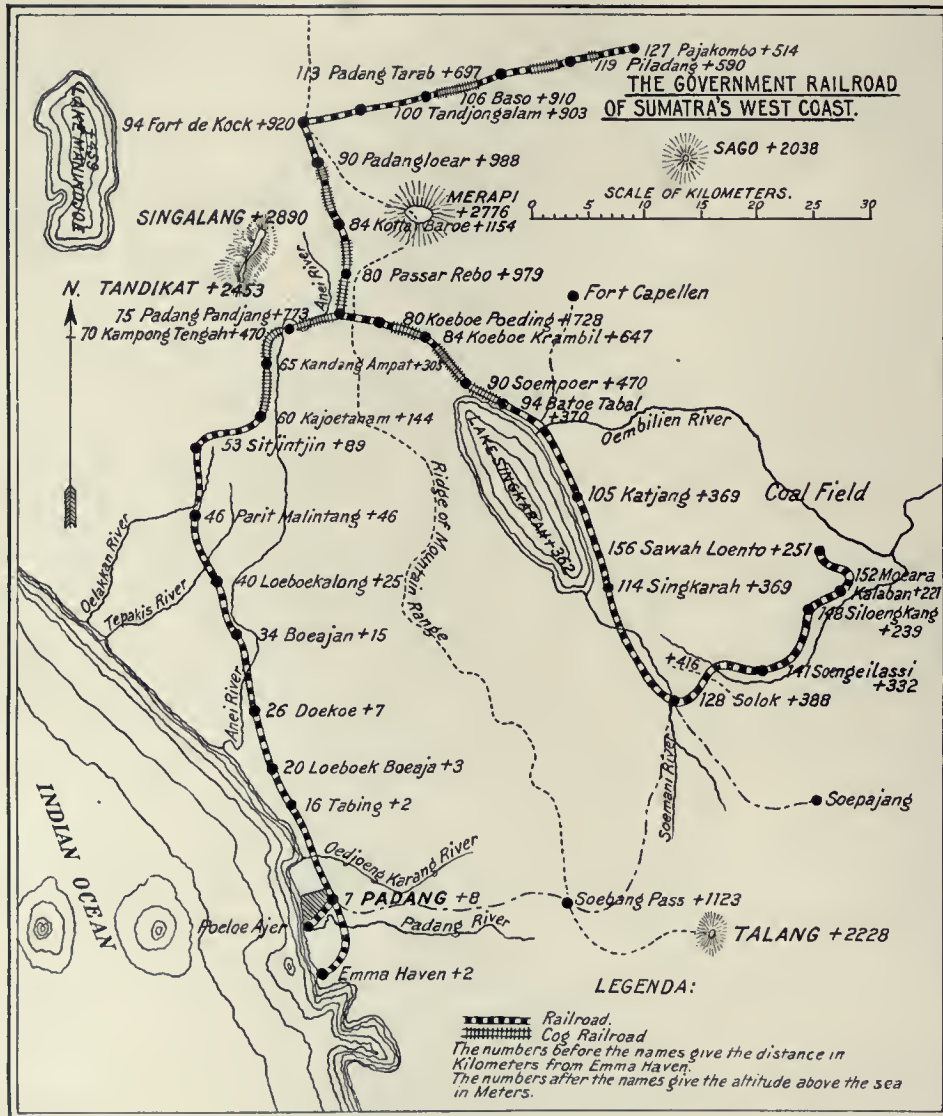 127 Pajakombo +514
119 Piladang +590
113 Padang Tarab +697
THE GOVERNMENT RAILROAD
OF SUMATRA'S WEST COAST.
106 Baso +910
100 Tandjongalam +903
94 Fort de Kock +920
LAKE MANINDJOE
+459
SAGO +2038
90 Padangloear +988
MERAPI
+2776
SCALE OF KILOMETERS.
0 5 10 15 20 25 30
SINGALANG +2890
84 Kotta Baroe +1154
Anei River
80 Passar Rebo +979
N.
TANDIKAT +2453
Fort Capellen
75 Padang Pandjang +773
80 Koeboe Poeding +728
70 Kampong Tengah +470
84 Koeboe Krambil +647
65 Kandang Ampat +305
90 Soempoer +470
94 Batoe Tabal
+370
60 Kajoetanam +144
Oembilien River
53 Sitjintjin +89
LAKE SINGKARAH +362
Ridge of Mountain Range
105 Katjang +369
Coal Field
46 Parit Malintang +46
Oelakkan River
156 Sawah Loento +251
152 Moeara
Kalaban +221
40 Loeboekalong +25
114 Singkarah +369
148 Siloengkang
+239
Tepakis River
34 Boeajan +15
+416
141 Soengeilassi
+332
Anei River
26 Doekoe +7
128 Solok +388
20 Loeboek Boeaja +3
Soemani River
Soepajang
16 Tabing +2
INDIAN OCEAN
Oedjoeng Karang River
7 PADANG +8
Soebang Pass +1123
Poeloe Ajer
Padang River
TALANG +2228
Emma Haven +2
LEGENDA:
Railroad.
Cog Railroad
The numbers before the names give the distance in
Kilometers from Emma Haven.
The numbers after the names give the altitude above the sea
in Meters.